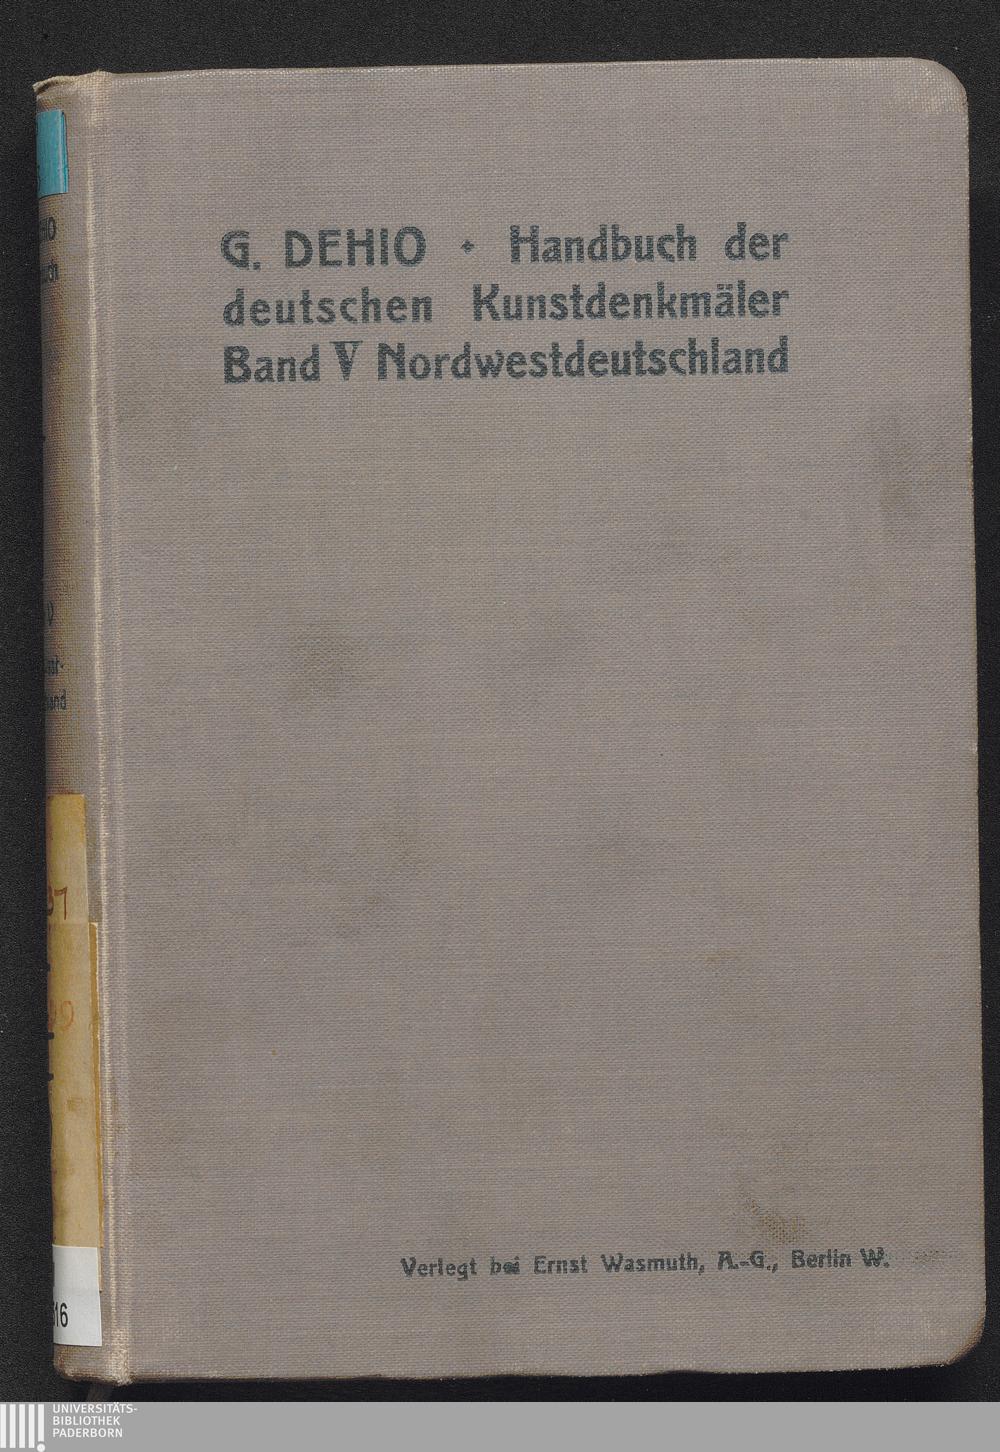 G. DEHIO · Handbuch der
deutschen Kunstdenkmäler
Band V Nordwestdeutschland
Verlegt bei Ernst Wasmuth, A.-G., Berlin W.
V
UNIVERSITÄTS-
BIBLIOTHEK
PADERBORN